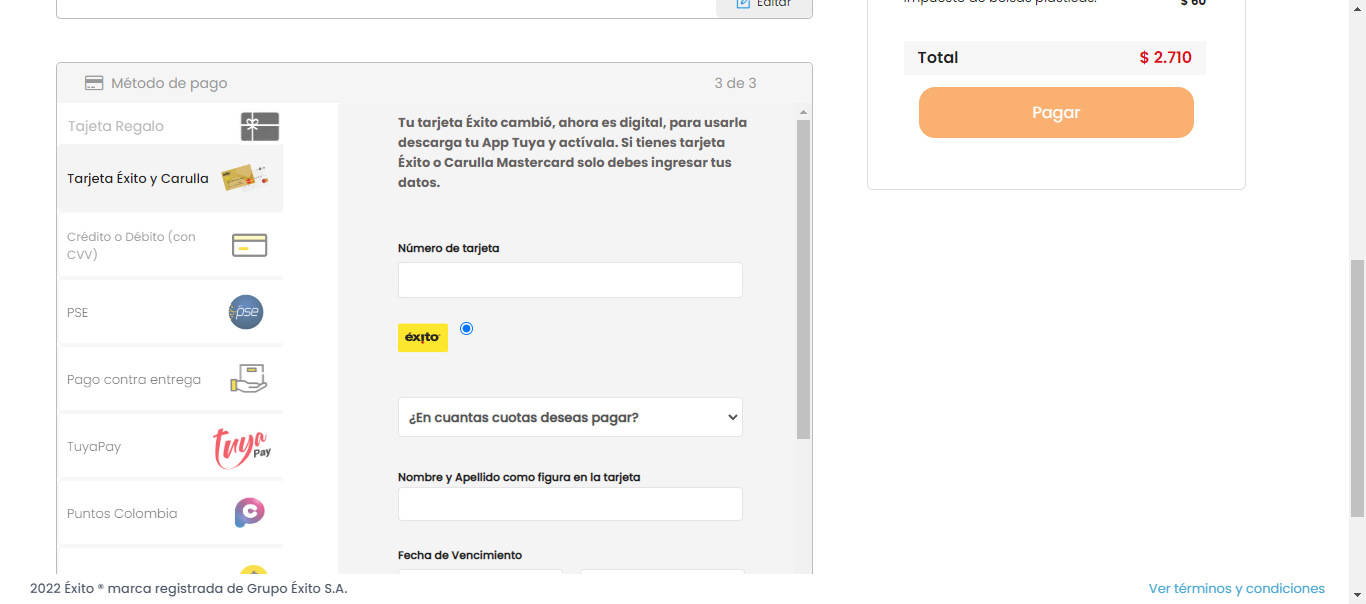 Editar
Impuesto de bolsas plásticas:
$ 60
Total
$ 2.710
Pagar
Método de pago
3 de 3
Tajeta Regalo
Tarjeta Éxito y Carulla
Crédito o Débito (con
CVV)
PSE
pse
Pago contra entrega
TuyaPay
tuya
Pay
Puntos Colombia
Tu tarjeta Éxito cambió, ahora es digital, para usarla
descarga tu App Tuya y actívala. Si tienes tarjeta
Éxito o Carulla Mastercard solo debes ingresar tus
datos.
Número de tarjeta
éxito
¿En cuantas cuotas deseas pagar?
Nombre y Apellido como figura en la tarjeta
Fecha de Vencimiento
2022 Éxito ® marca registrada de Grupo Éxito S.A.
Ver términos y condiciones